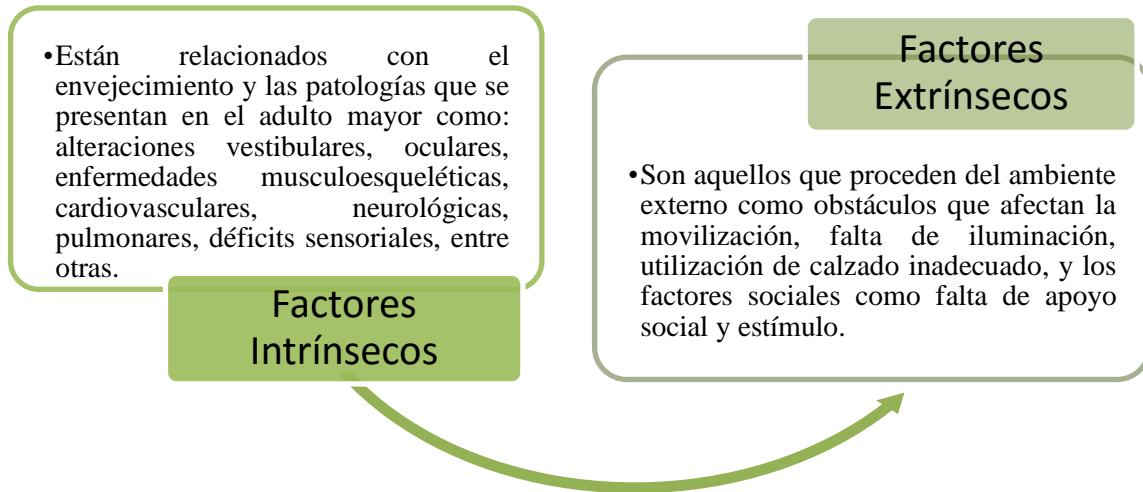 •Están relacionados con el
envejecimiento y las patologías que se
presentan en el adulto mayor como:
alteraciones vestibulares, oculares,
enfermedades musculoesqueléticas,
cardiovasculares, neurológicas,
pulmonares, déficits sensoriales, entre
otras.
Factores
Intrínsecos
Factores
Extrínsecos
•Son aquellos que proceden del ambiente
externo como obstáculos que afectan la
movilización, falta de iluminación,
utilización de calzado inadecuado, y los
factores sociales como falta de apoyo
social y estímulo.